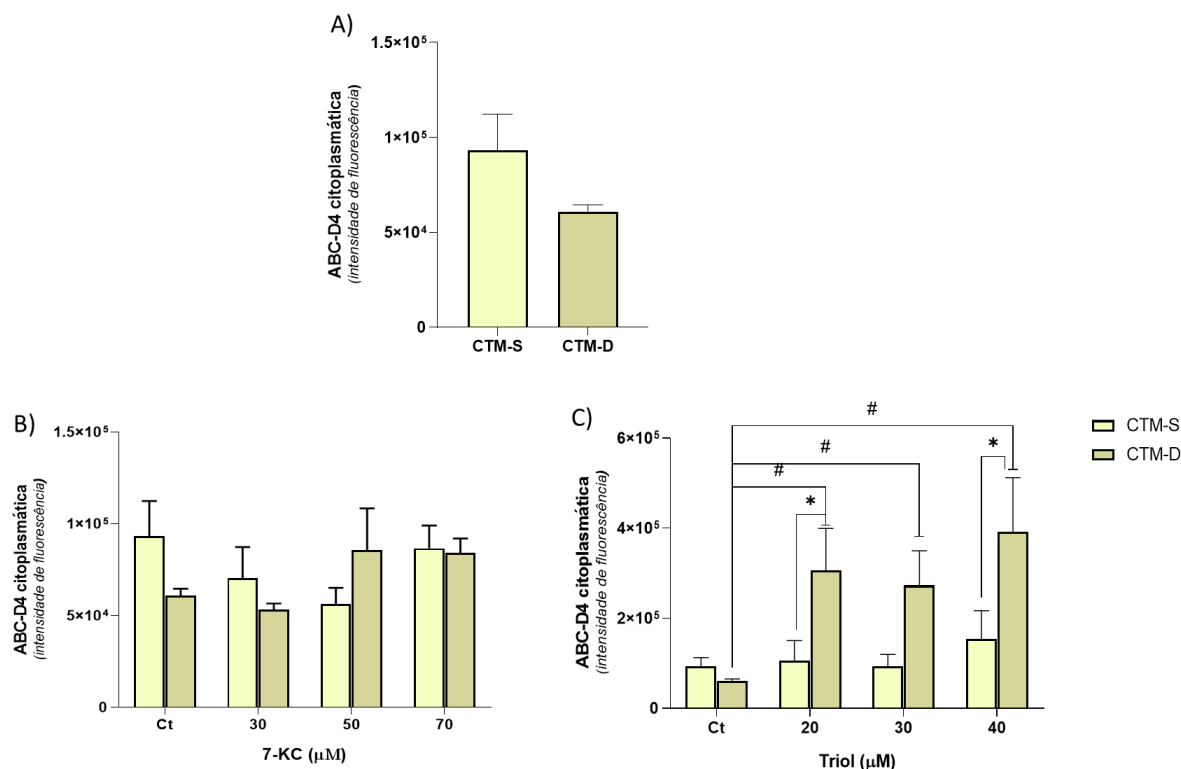 A)
1.5×10⁵
1×10⁵
5×10⁴
0
ABC-D4 citoplasmática
(intensidade de fluorescência)
CTM-S CTM-D
B)
1.5×10⁵
1×10⁵
5×10⁴
0
ABC-D4 citoplasmática
(intensidade de fluorescência)
Ct 30 50 70
7-KC (μM)
C)
#
#
#
*
*
6×10⁵
4×10⁵
2×10⁵
0
ABC-D4 citoplasmática
(intensidade de fluorescência)
Ct 20 30 40
Triol (μM)
CTM-S
CTM-D